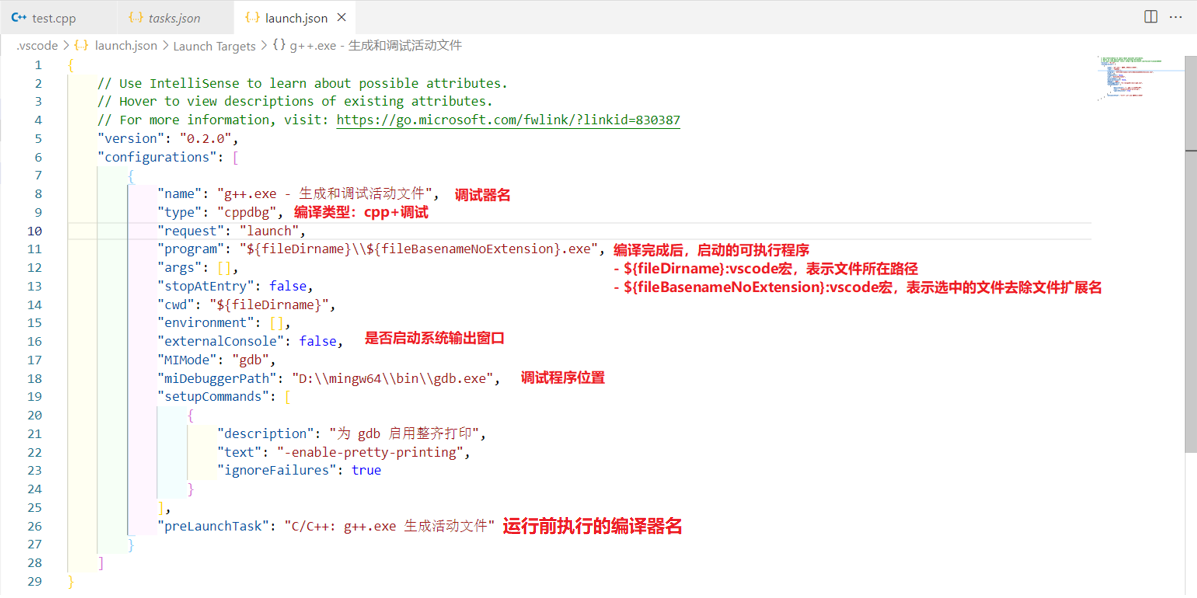 test.cpp
tasks.json
launch.json
.vscode > {..} launch.json > Launch Targets > {} g++.exe - 生成和调试活动文件
1 {
2 // Use IntelliSense to learn about possible attributes.
3 // Hover to view descriptions of existing attributes.
4 // For more information, visit: https://go.microsoft.com/fwlink/?linkid=830387
5 "version": "0.2.0",
6 "configurations": [
7 {
8 "name": "g++.exe - 生成和调试活动文件", 调试器名
9 "type": "cppdbg", 编译类型：cpp+调试
10 "request": "launch",
11 "program": "${fileDirname}\\${fileBasenameNoExtension}.exe", 编译完成后，启动的可执行程序
12 "args": [], - ${fileDirname}:vscode宏，表示文件所在路径
13 "stopAtEntry": false, - ${fileBasenameNoExtension}:vscode宏，表示选中的文件去除文件扩展名
14 "cwd": "${fileDirname}",
15 "environment": [],
16 "externalConsole": false, 是否启动系统输出窗口
17 "MIMode": "gdb",
18 "miDebuggerPath": "D:\\mingw64\\bin\\gdb.exe", 调试程序位置
19 "setupCommands": [
20 {
21 "description": "为 gdb 启用整齐打印",
22 "text": "-enable-pretty-printing",
23 "ignoreFailures": true
24 }
25 ],
26 "preLaunchTask": "C/C++: g++.exe 生成活动文件" 运行前执行的编译器名
27 }
28 ]
29 }